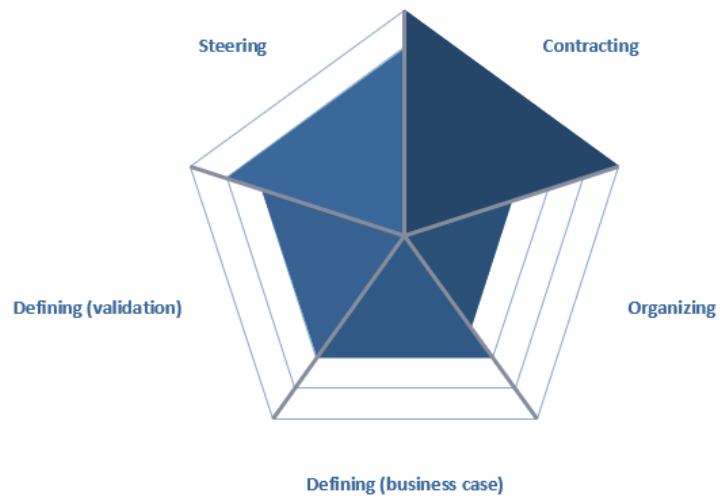 Steering
Contracting
Defining (validation)
Organizing
Defining (business case)